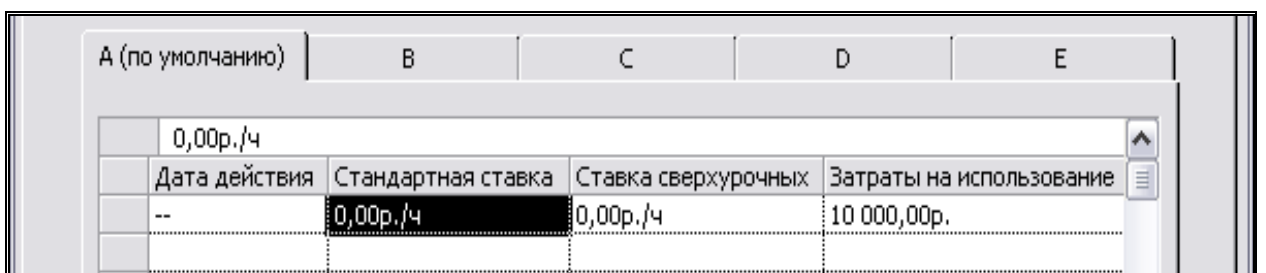 A (по умолчанию) B C D E
0,00р./ч
Дата действия Стандартная ставка Ставка сверхурочных Затраты на использование
-- 0,00р./ч 0,00р./ч 10 000,00р.